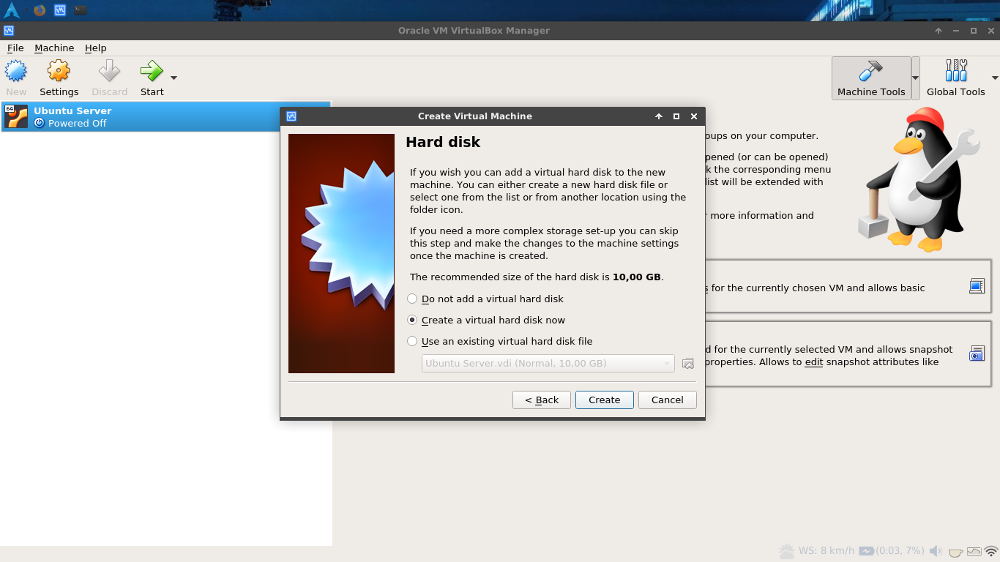 Oracle VM VirtualBox Manager
File Machine Help
New Settings Discard Start
Machine Tools Global Tools
64
Ubuntu Server
Powered Off
Create Virtual Machine
Hard disk
If you wish you can add a virtual hard disk to the new
machine. You can either create a new hard disk file or
select one from the list or from another location using the
folder icon.
If you need a more complex storage set-up you can skip
this step and make the changes to the machine settings
once the machine is created.
The recommended size of the hard disk is 10,00 GB.
Do not add a virtual hard disk
Create a virtual hard disk now
Use an existing virtual hard disk file
Ubuntu Server.vdi (Normal, 10,00 GB)
< Back Create Cancel
on your computer.
(or can be opened)
the corresponding menu
list will be extended with
more information and
for the currently chosen VM and allows basic
for the currently selected VM and allows snapshot
properties. Allows to edit snapshot attributes like
WS: 8 km/h (0:03, 7%)